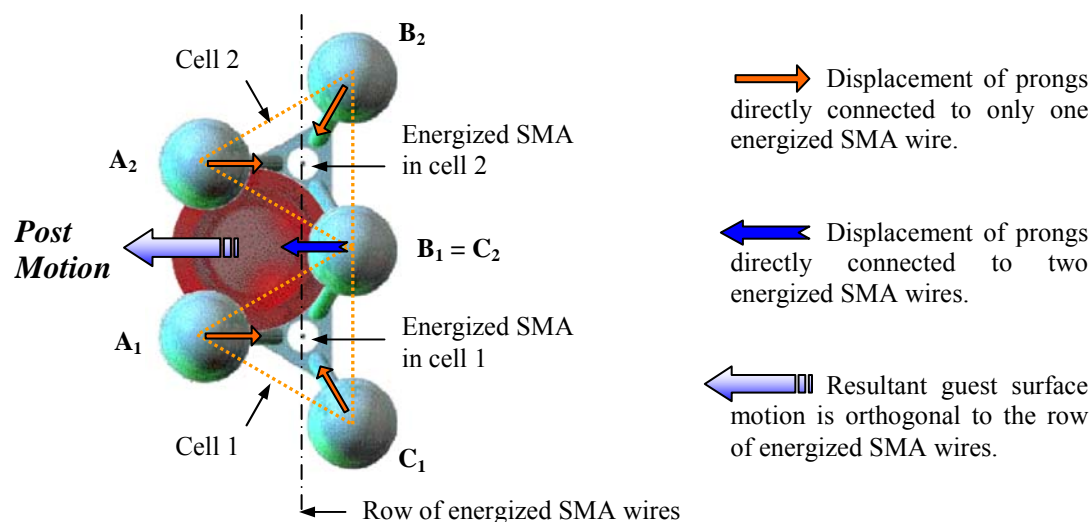 B2
Cell 2
Energized SMA
in cell 2
A2
Post
Motion
B1 = C2
Energized SMA
in cell 1
A1
Cell 1
C1
Row of energized SMA wires
Displacement of prongs
directly connected to only one
energized SMA wire.
Displacement of prongs
directly connected to two
energized SMA wires.
Resultant guest surface
motion is orthogonal to the row
of energized SMA wires.